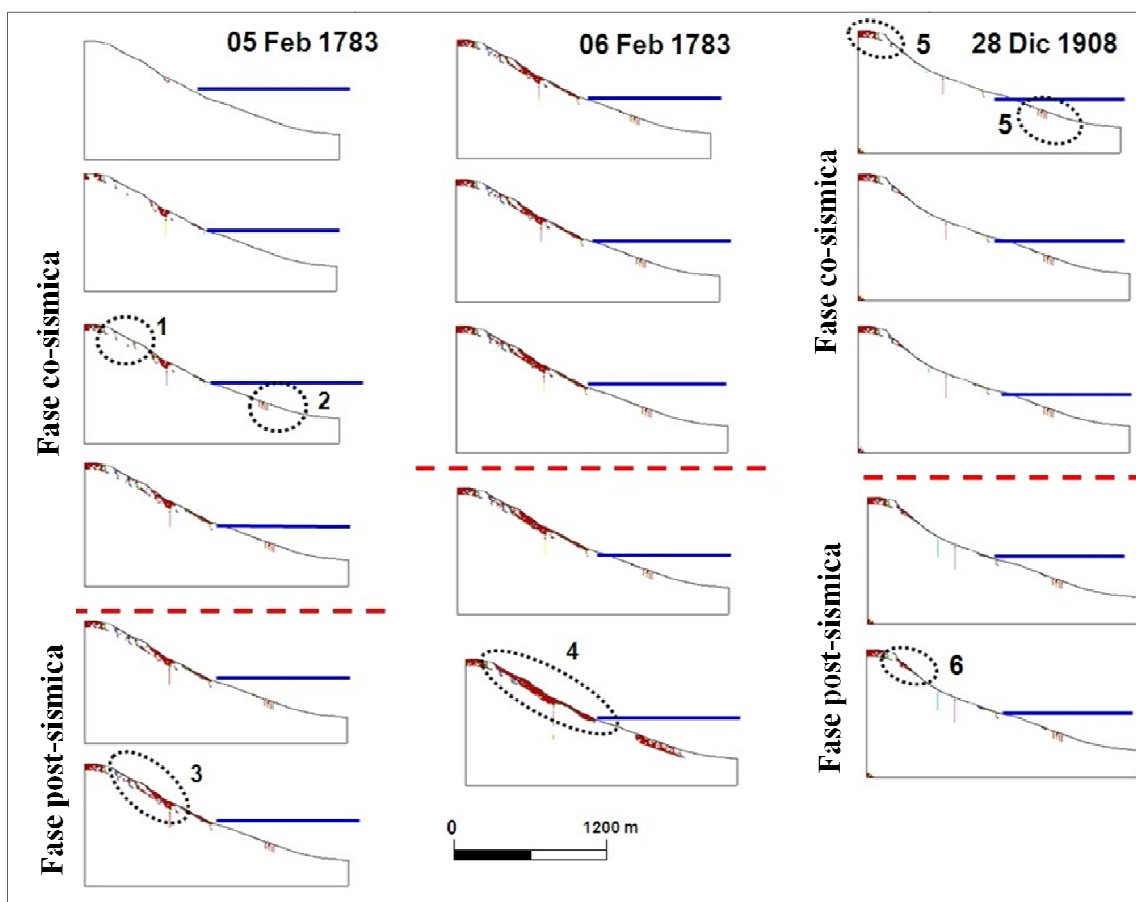 05 Feb 1783
06 Feb 1783
28 Dic 1908
5
5
Fase co-sismica
Fase co-sismica
1
2
Fase post-sismica
Fase post-sismica
3
4
6
0
1200 m